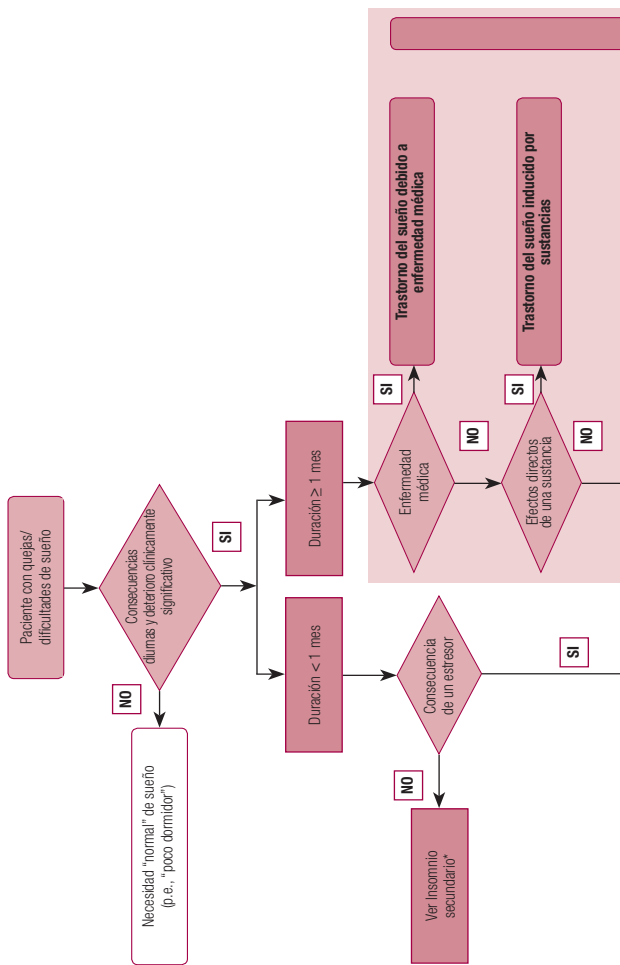 Paciente con quejas/
dificultades de sueño
Consecuencias
diurnas y deterioro clínicamente
significativo
NO
SI
Necesidad “normal” de sueño
(p.e., “poco dormidor”)
Duración < 1 mes
Duración ≥ 1 mes
Consecuencia
de un estresor
NO
SI
Ver Insomnio
secundario*
Enfermedad
médica
SI
NO
Trastorno del sueño debido a
enfermedad médica
Efectos directos
de una sustancia
SI
NO
Trastorno del sueño inducido por
sustancias